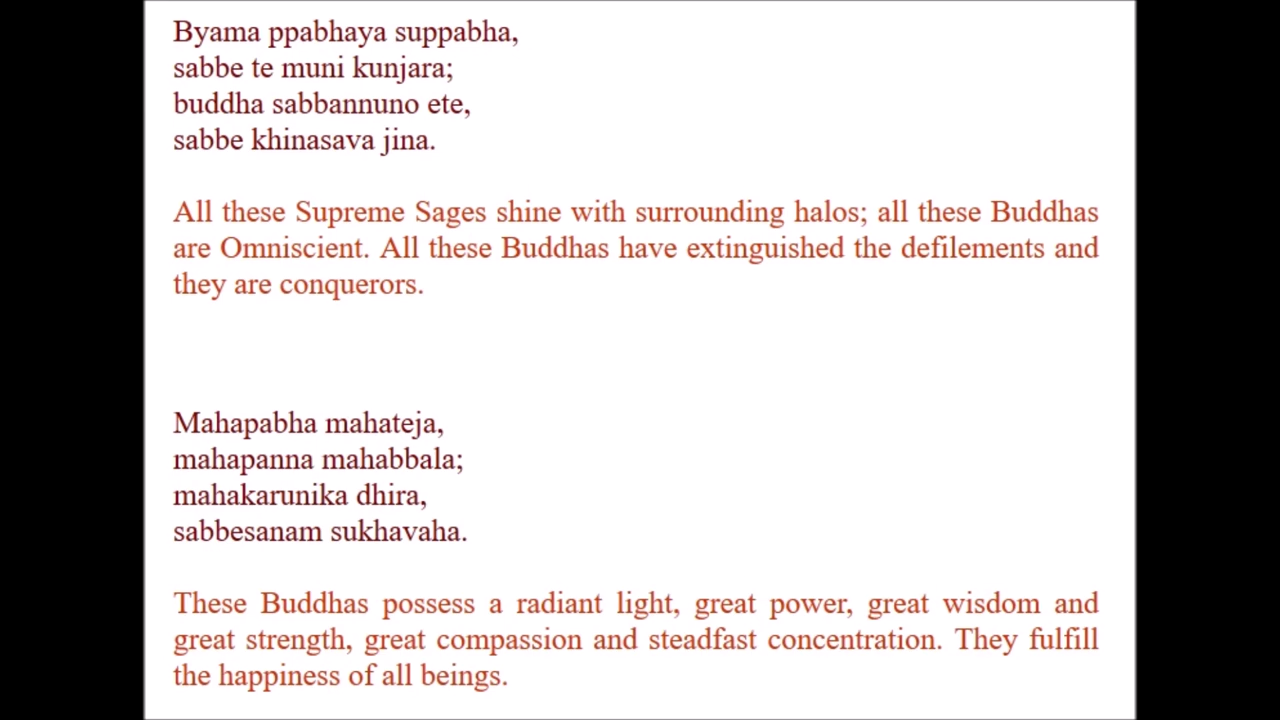 Byama ppabhaya suppabha,
sabbe te muni kunjara;
buddha sabbannuno ete,
sabbe khinasava jina.
All these Supreme Sages shine with surrounding halos; all these Buddhas
are Omniscient. All these Buddhas have extinguished the defilements and
they are conquerors.
Mahapabha mahateja,
mahapanna mahabbala;
mahakarunika dhira,
sabbesanam sukhavaha.
These Buddhas possess a radiant light, great power, great wisdom and
great strength, great compassion and steadfast concentration. They fulfill
the happiness of all beings.